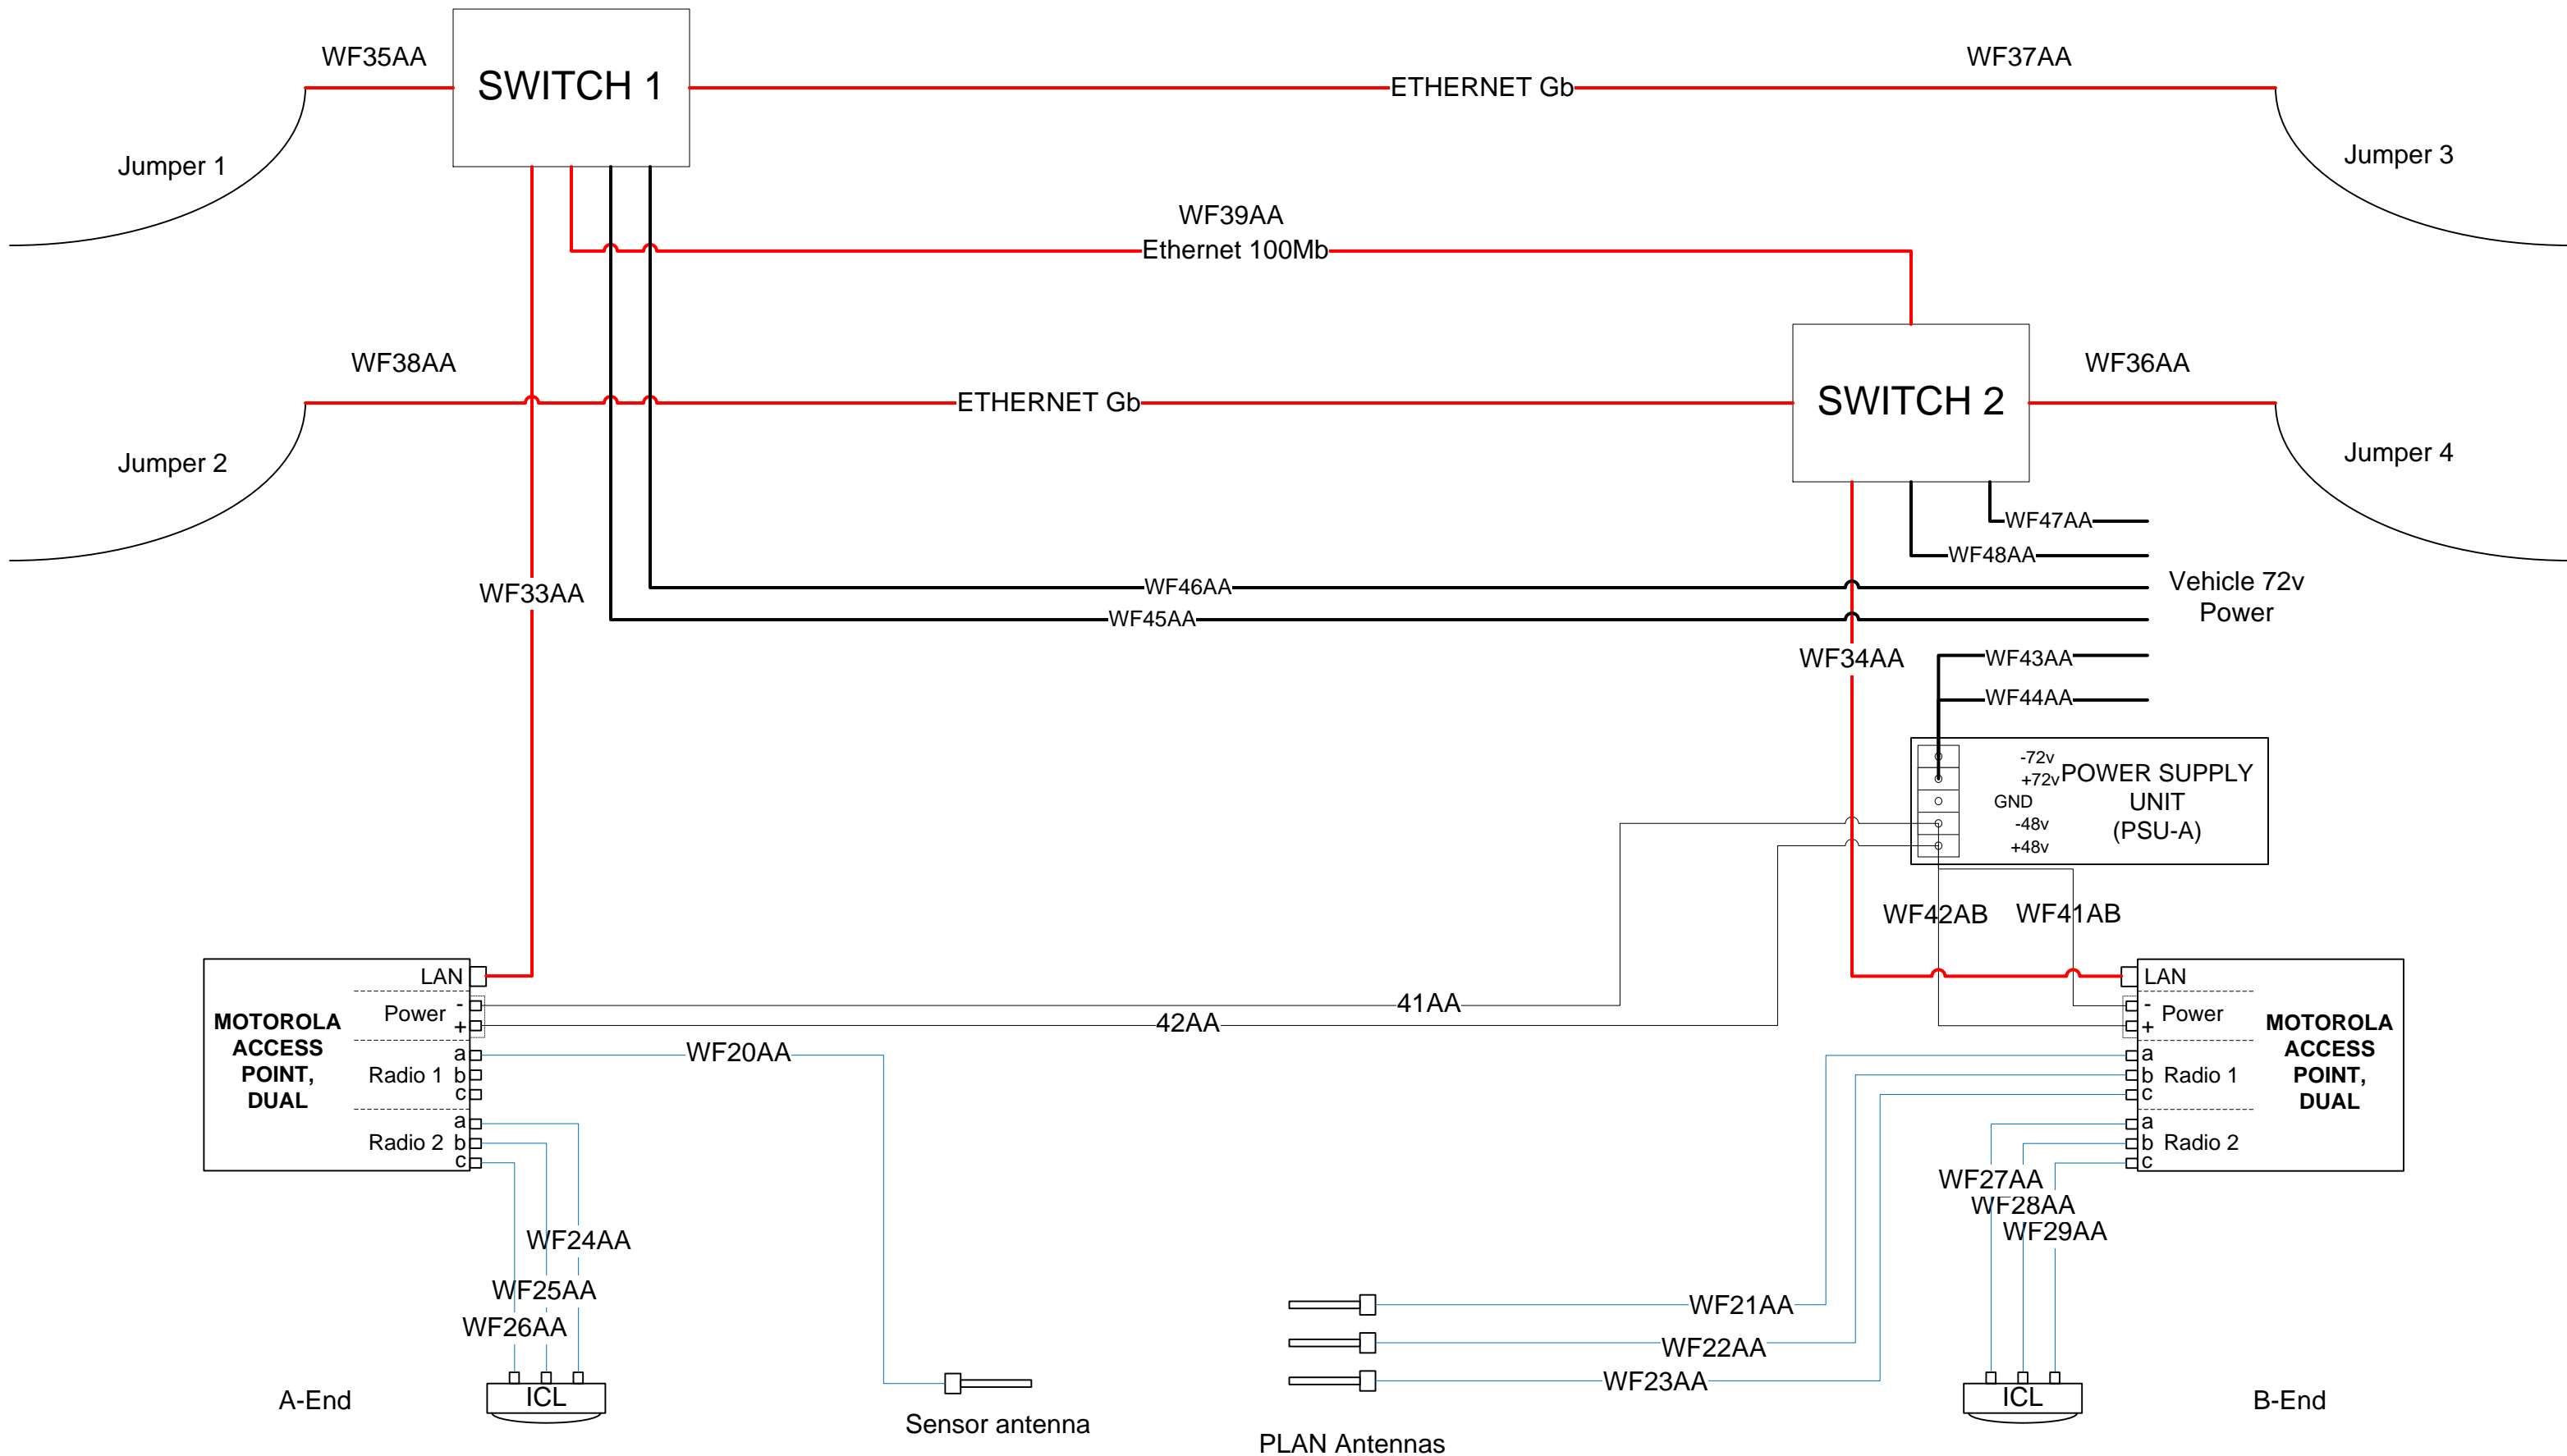 WF35AA
WF37AA
SWITCH 1
ETHERNET Gb
Jumper 1
Jumper 3
WF39AA
Ethernet 100Mb
WF38AA
WF36AA
ETHERNET Gb
SWITCH 2
Jumper 2
Jumper 4
WF47AA
WF48AA
WF33AA
WF46AA
WF45AA
Vehicle 72v
Power
WF34AA
WF43AA
WF44AA
-72v
+72v
GND
-48v
+48v
POWER SUPPLY
UNIT
(PSU-A)
WF42AB
WF41AB
MOTOROLA
ACCESS
POINT,
DUAL
LAN
Power
-
+
Radio 1
a
b
c
Radio 2
a
b
c
41AA
42AA
WF20AA
LAN
-
+
Power
a
b
c
Radio 1
a
b
c
Radio 2
MOTOROLA
ACCESS
POINT,
DUAL
WF27AA
WF28AA
WF29AA
WF24AA
WF25AA
WF26AA
WF21AA
WF22AA
WF23AA
A-End
ICL
Sensor antenna
PLAN Antennas
ICL
B-End